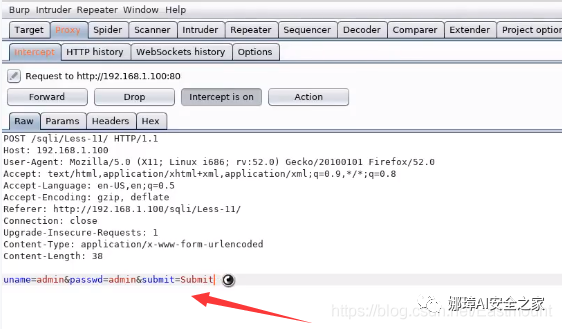 Burp Intruder Repeater Window Help
Target Proxy Spider Scanner Intruder Repeater Sequencer Decoder Comparer Extender Project option
Intercept HTTP history WebSockets history Options
Request to http://192.168.1.100:80
Forward Drop Intercept is on Action
Raw Params Headers Hex
POST /sqli/Less-11/ HTTP/1.1
Host: 192.168.1.100
User-Agent: Mozilla/5.0 (X11; Linux i686; rv:52.0) Gecko/20100101 Firefox/52.0
Accept: text/html,application/xhtml+xml,application/xml;q=0.9,*/*;q=0.8
Accept-Language: en-US,en;q=0.5
Accept-Encoding: gzip, deflate
Referer: http://192.168.1.100/sqli/Less-11/
Connection: close
Upgrade-Insecure-Requests: 1
Content-Type: application/x-www-form-urlencoded
Content-Length: 38
uname=admin&passwd=admin&submit=Submit
娜璋AI安全之家